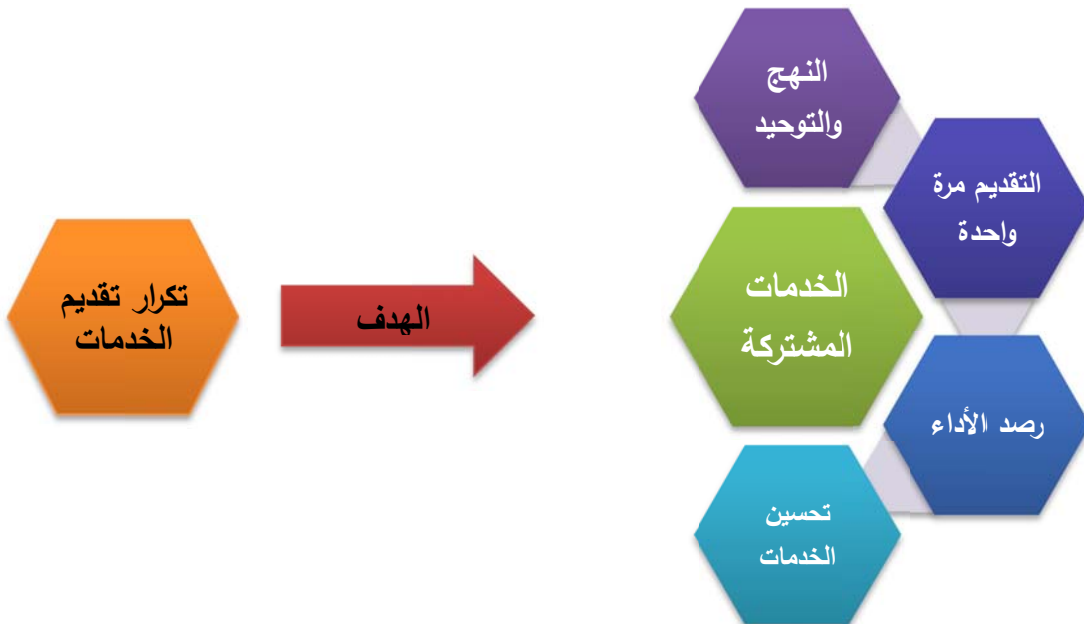 النهج
والتوحيد
التقديم مرة
واحدة
الخدمات
المشتركة
رصد الأداء
تحسين
الخدمات
الهدف
تكرار تقديم
الخدمات